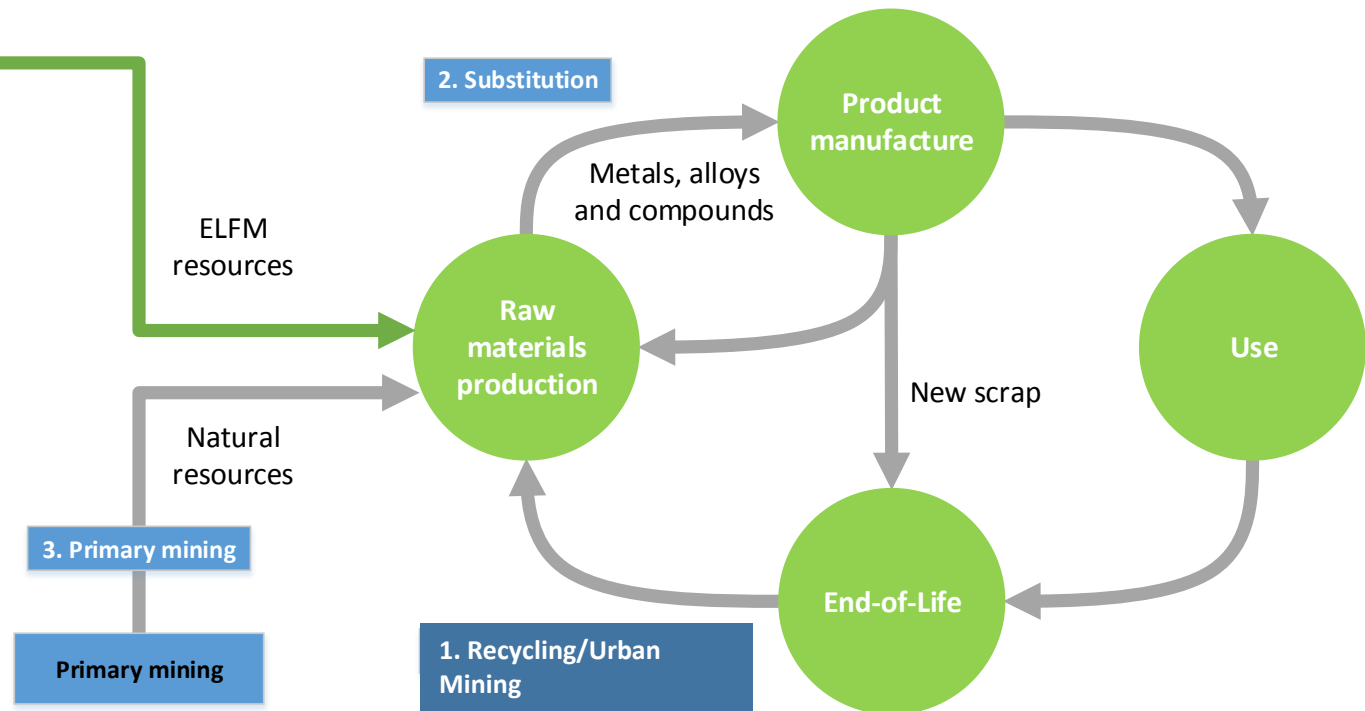 2. Substitution
Product
manufacture
Metals, alloys
and compounds
ELFM
resources
Raw
materials
production
Use
New scrap
Natural
resources
3. Primary mining
End-of-Life
1. Recycling/Urban
Mining
Primary mining